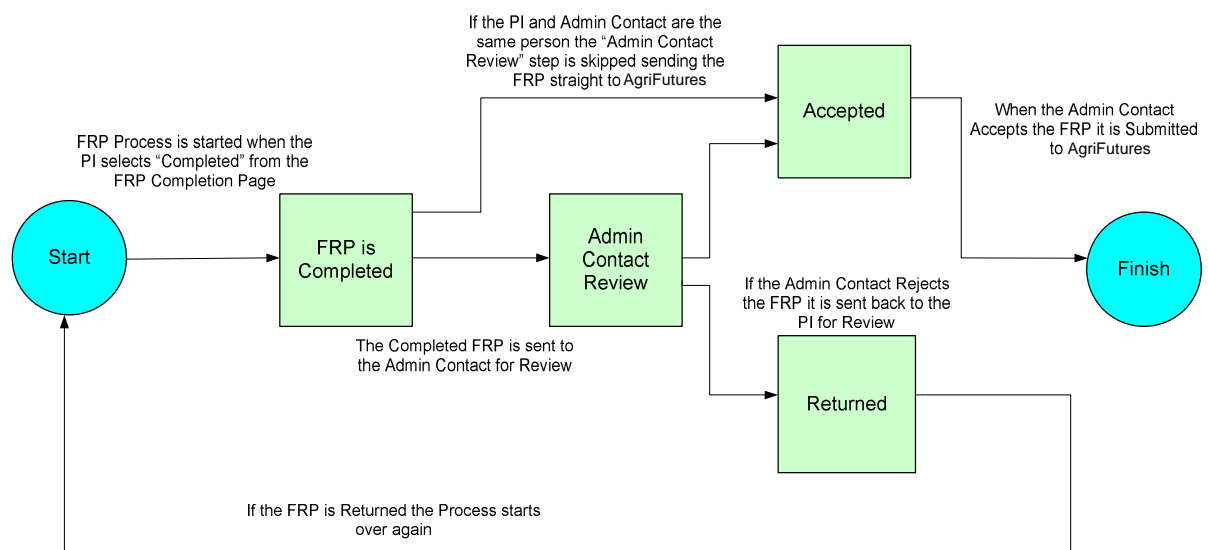 If the PI and Admin Contact are the
same person the “Admin Contact
Review” step is skipped sending the
FRP straight to AgriFutures
Accepted
When the Admin Contact
Accepts the FRP it is Submitted
to AgriFutures
FRP Process is started when the
PI selects “Completed” from the
FRP Completion Page
Start
FRP is
Completed
Admin
Contact
Review
Finish
If the Admin Contact Rejects
the FRP it is sent back to the
PI for Review
The Completed FRP is sent to
the Admin Contact for Review
Returned
If the FRP is Returned the Process starts
over again